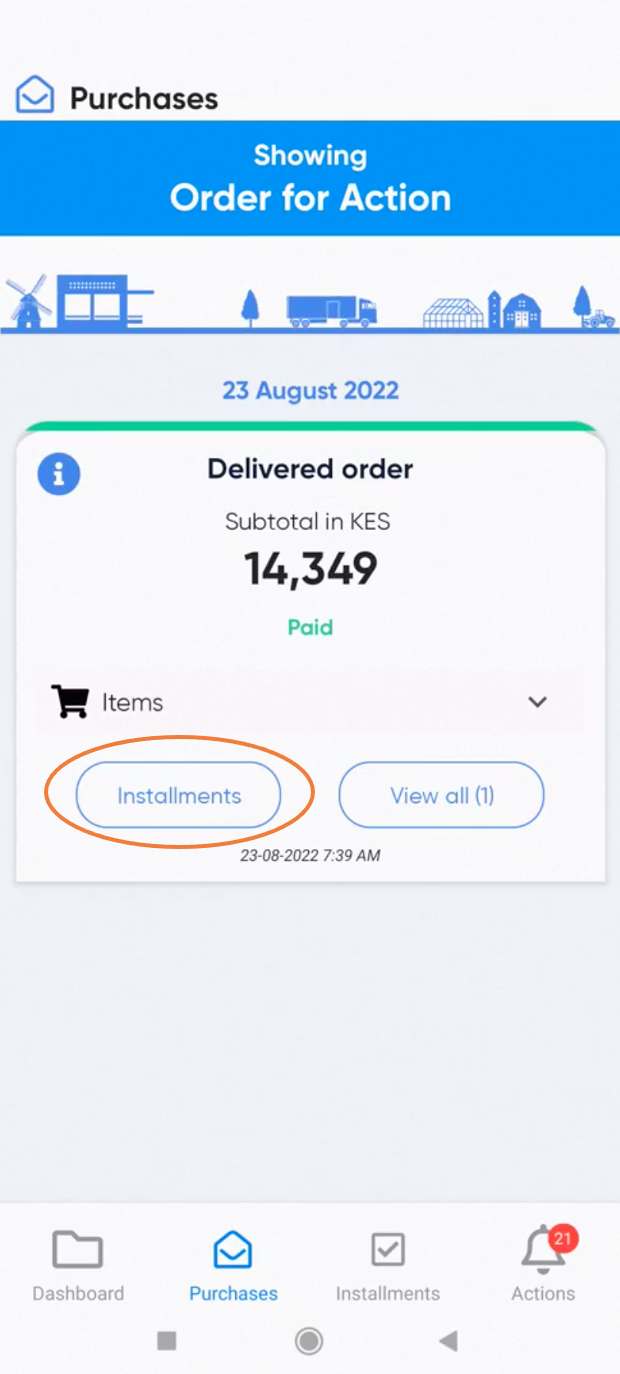 Purchases
Showing
Order for Action
23 August 2022
Delivered order
Subtotal in KES
14,349
Paid
Items
Installments
View all (1)
23-08-2022 7:39 AM
21
Dashboard
Purchases
Installments
Actions